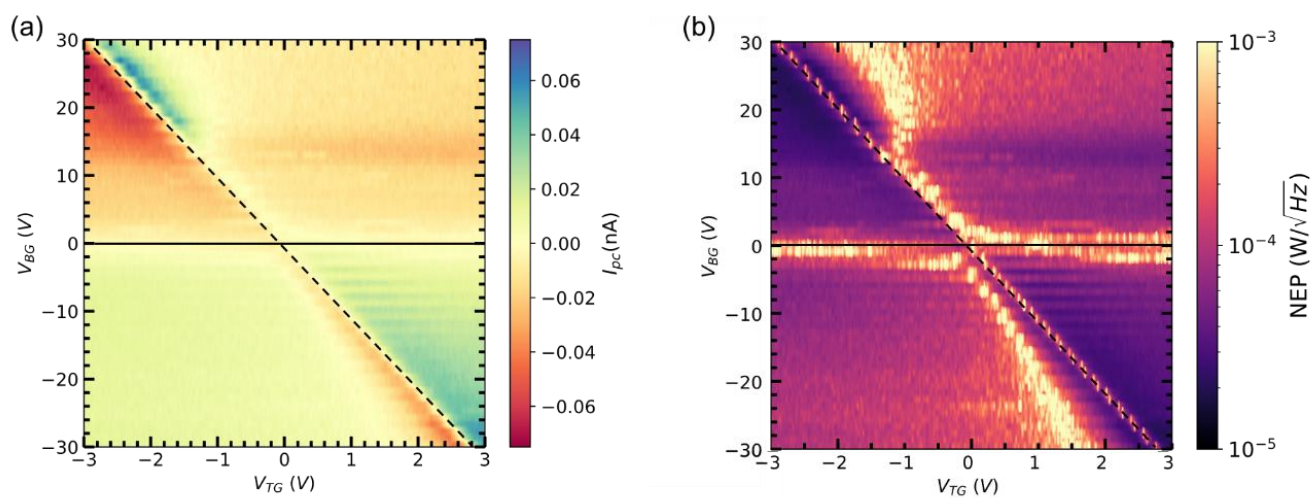 (a)
30
20
10
0
−10
−20
−30
V_BG (V)
−3 −2 −1 0 1 2 3
V_TG (V)
0.06
0.04
0.02
0.00
−0.02
−0.04
−0.06
I_pc(nA)
(b)
30
20
10
0
−10
−20
−30
V_BG (V)
−3 −2 −1 0 1 2 3
V_TG (V)
10^−3
10^−4
10^−5
NEP (W/√Hz)